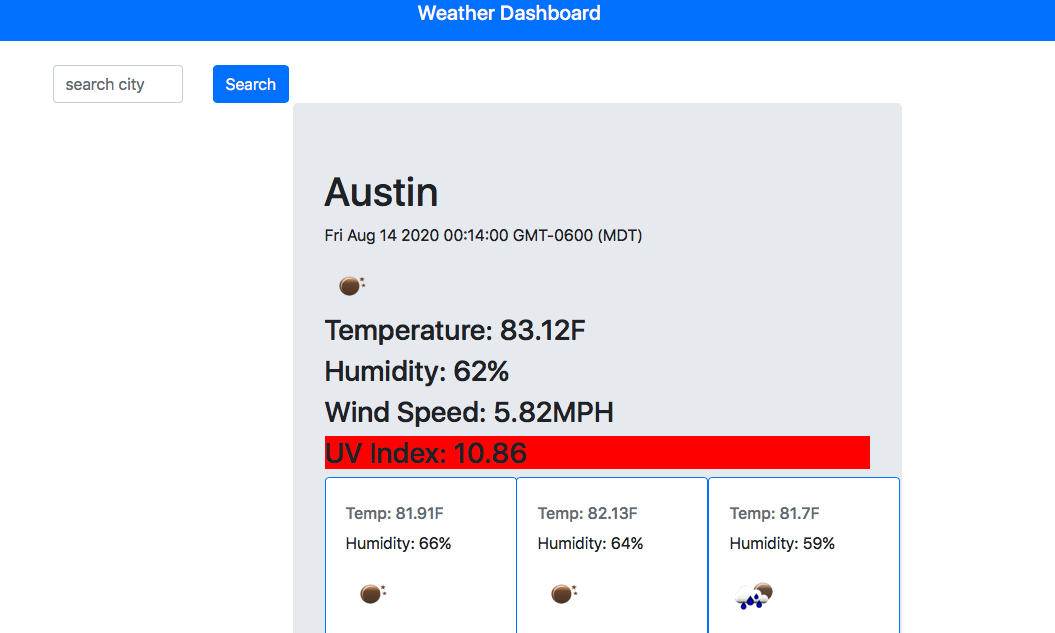 Weather Dashboard
search city
Search
Austin
Fri Aug 14 2020 00:14:00 GMT-0600 (MDT)
Temperature: 83.12F
Humidity: 62%
Wind Speed: 5.82MPH
UV Index: 10.86
Temp: 81.91F
Humidity: 66%
Temp: 82.13F
Humidity: 64%
Temp: 81.7F
Humidity: 59%